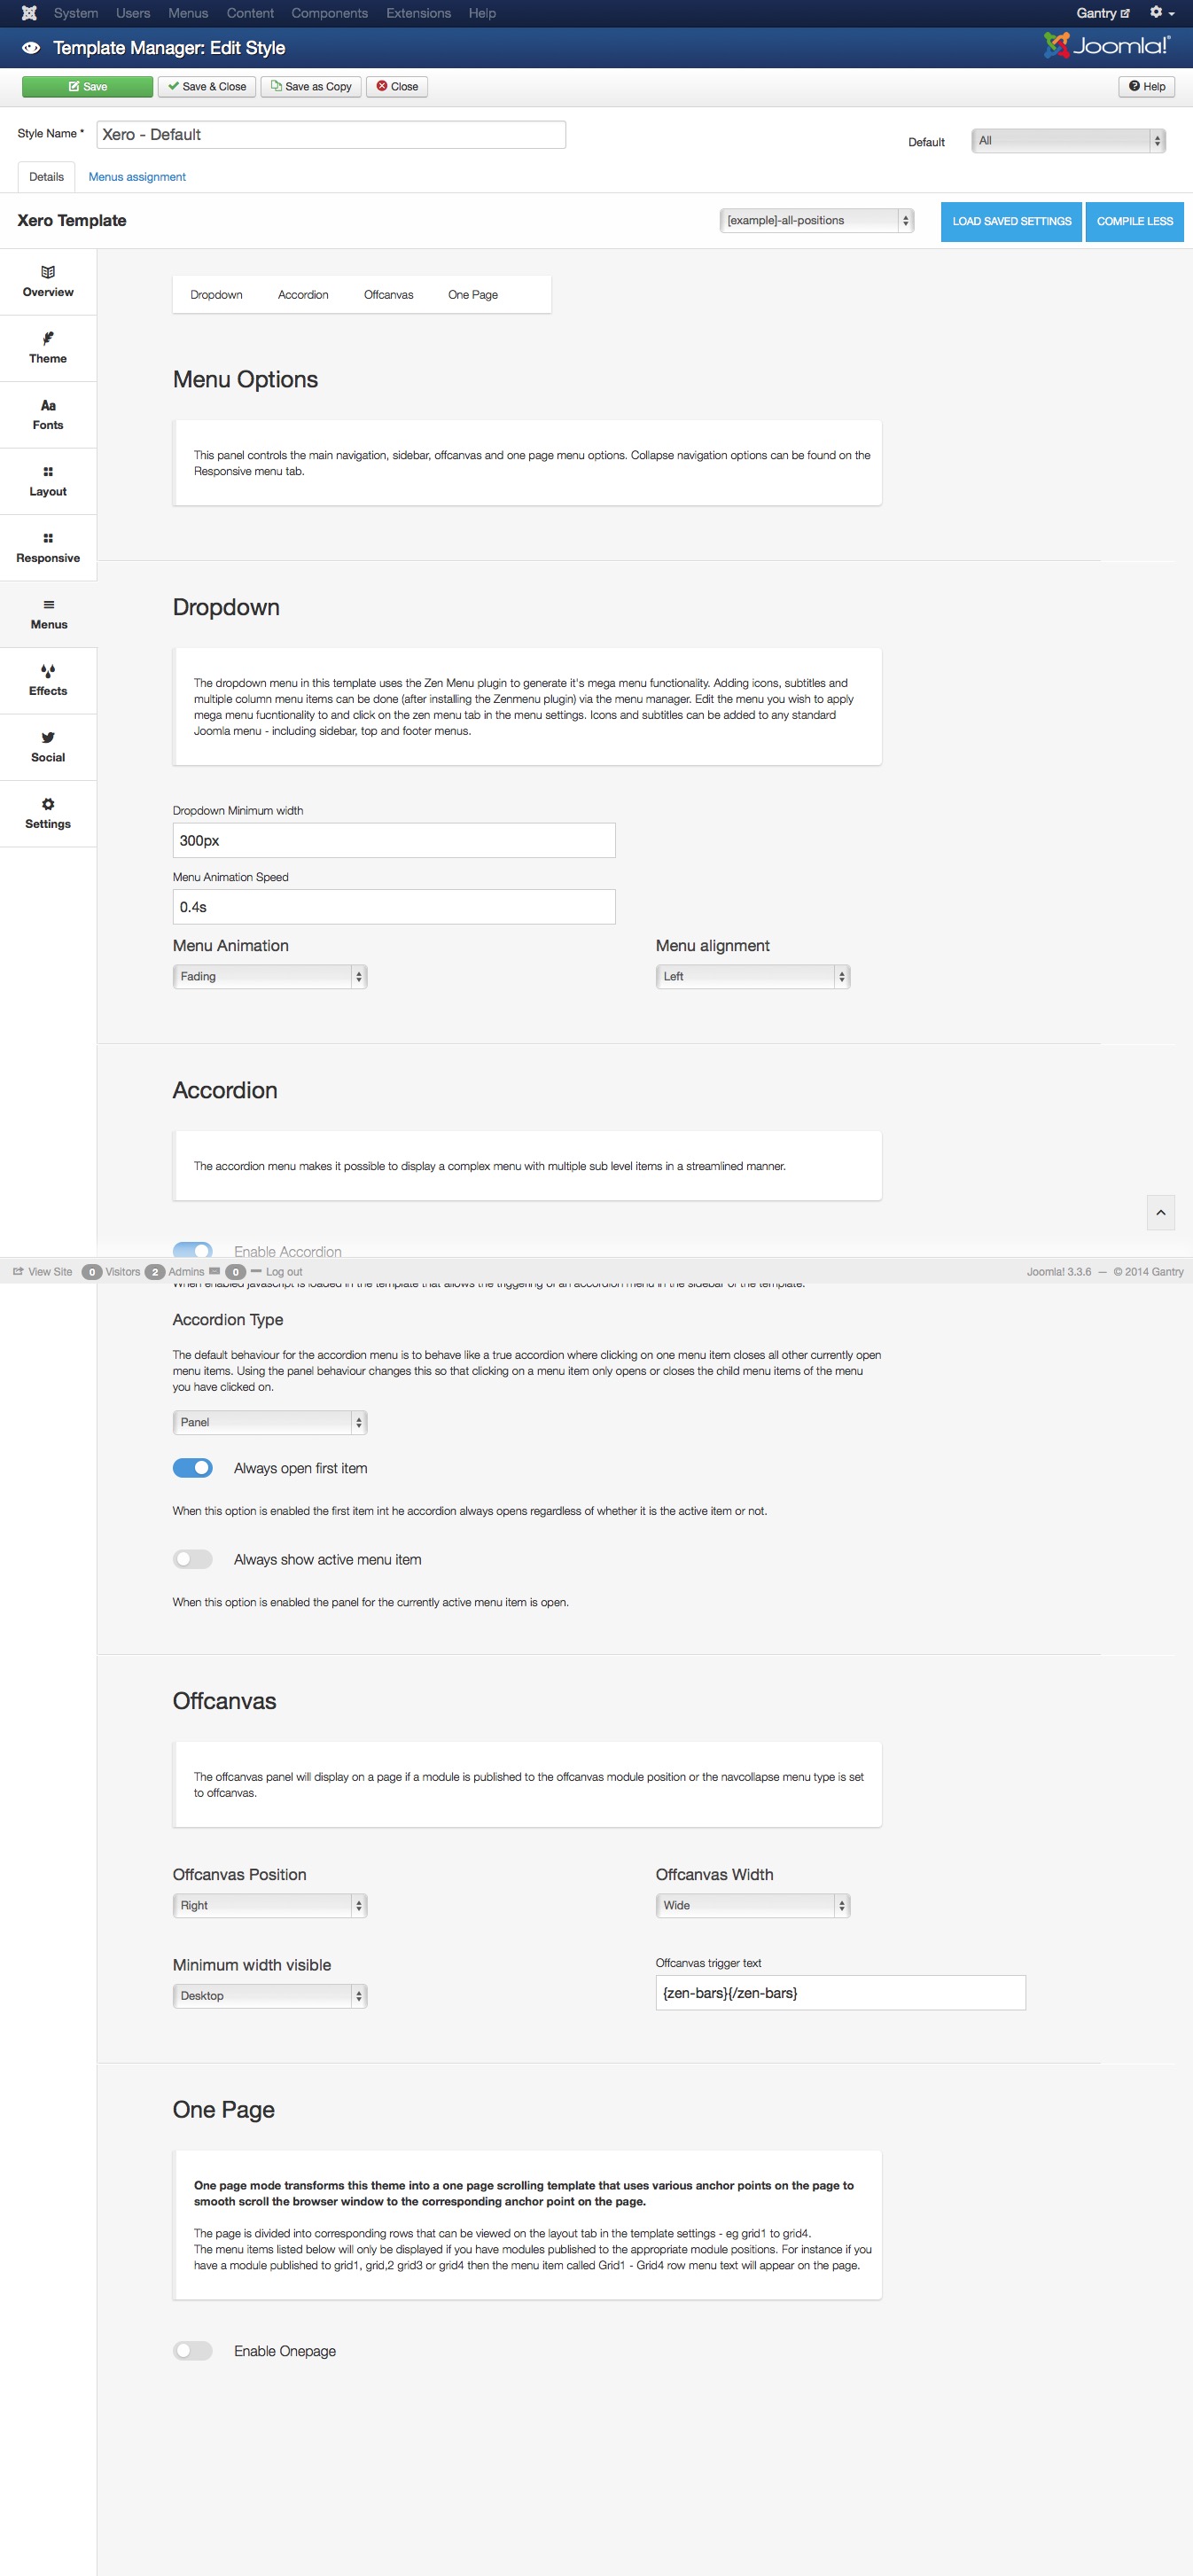 System Users Menus Content Components Extensions Help Gantry
Template Manager: Edit Style Joomla!®
Save Save & Close Save as Copy Close Help
Style Name * Xero - Default Default All
Details Menus assignment
Xero Template [example]-all-positions LOAD SAVED SETTINGS COMPILE LESS
Overview
Theme
Aa
Fonts
Layout
Responsive
Menus
Effects
Social
Settings
Dropdown Accordion Offcanvas One Page
Menu Options
This panel controls the main navigation, sidebar, offcanvas and one page menu options. Collapse navigation options can be found on the
Responsive menu tab.
Dropdown
The dropdown menu in this template uses the Zen Menu plugin to generate it's mega menu functionality. Adding icons, subtitles and
multiple column menu items can be done (after installing the Zenmenu plugin) via the menu manager. Edit the menu you wish to apply
mega menu fucntionality to and click on the zen menu tab in the menu settings. Icons and subtitles can be added to any standard
Joomla menu - including sidebar, top and footer menus.
Dropdown Minimum width
300px
Menu Animation Speed
0.4s
Menu Animation Menu alignment
Fading Left
Accordion
The accordion menu makes it possible to display a complex menu with multiple sub level items in a streamlined manner.
Enable Accordion
View Site 0 Visitors 2 Admins 0 Log out Joomla! 3.3.6 — © 2014 Gantry
When enabled javascript is loaded in the template that allows the triggering of an accordion menu in the sidebar of the template.
Accordion Type
The default behaviour for the accordion menu is to behave like a true accordion where clicking on one menu item closes all other currently open
menu items. Using the panel behaviour changes this so that clicking on a menu item only opens or closes the child menu items of the menu
you have clicked on.
Panel
Always open first item
When this option is enabled the first item int he accordion always opens regardless of whether it is the active item or not.
Always show active menu item
When this option is enabled the panel for the currently active menu item is open.
Offcanvas
The offcanvas panel will display on a page if a module is published to the offcanvas module position or the navcollapse menu type is set
to offcanvas.
Offcanvas Position Offcanvas Width
Right Wide
Minimum width visible Offcanvas trigger text
Desktop {zen-bars}{/zen-bars}
One Page
One page mode transforms this theme into a one page scrolling template that uses various anchor points on the page to
smooth scroll the browser window to the corresponding anchor point on the page.
The page is divided into corresponding rows that can be viewed on the layout tab in the template settings - eg grid1 to grid4.
The menu items listed below will only be displayed if you have modules published to the appropriate module positions. For instance if you
have a module published to grid1, grid,2 grid3 or grid4 then the menu item called Grid1 - Grid4 row menu text will appear on the page.
Enable Onepage